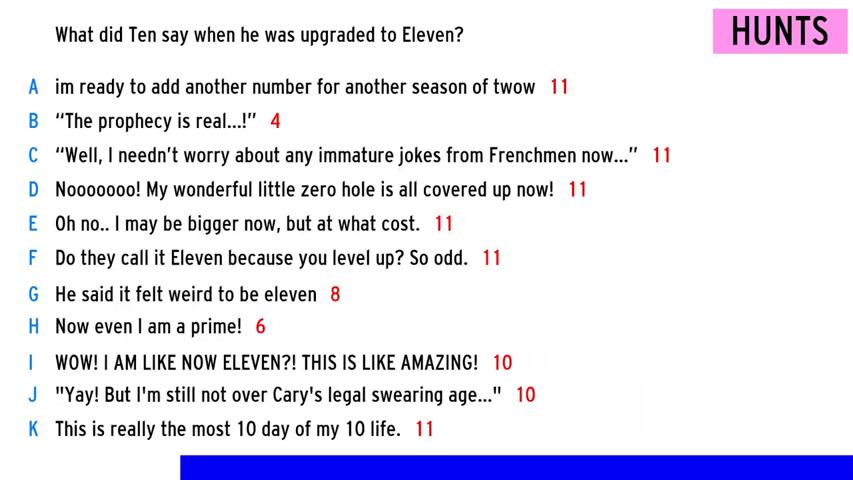 What did Ten say when he was upgraded to Eleven?
HUNTS
A im ready to add another number for another season of twow 11
B “The prophecy is real...!” 4
C “Well, I needn’t worry about any immature jokes from Frenchmen now...” 11
D Nooooooo! My wonderful little zero hole is all covered up now! 11
E Oh no.. I may be bigger now, but at what cost. 11
F Do they call it Eleven because you level up? So odd. 11
G He said it felt weird to be eleven 8
H Now even I am a prime! 6
I WOW! I AM LIKE NOW ELEVEN?! THIS IS LIKE AMAZING! 10
J "Yay! But I'm still not over Cary's legal swearing age..." 10
K This is really the most 10 day of my 10 life. 11